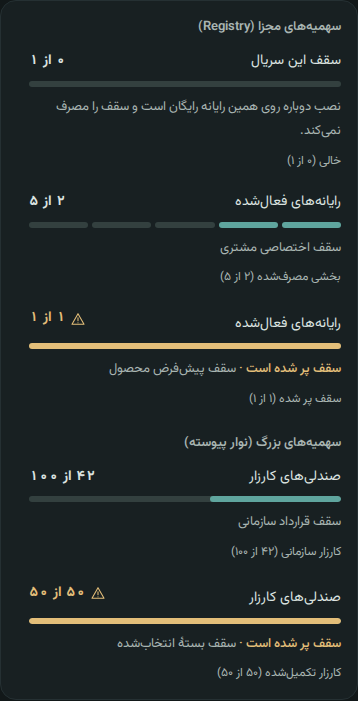 سهمیه‌های مجزا (Registry)
سقف این سریال
۰ از ۱
نصب دوباره روی همین رایانه رایگان است و سقف را مصرف
نمی‌کند.
خالی (۰ از ۱)
رایانه‌های فعال‌شده
۲ از ۵
سقف اختصاصی مشتری
بخشی مصرف‌شده (۲ از ۵)
رایانه‌های فعال‌شده
۱ از ۱
سقف پر شده است · سقف پیش‌فرض محصول
سقف پر شده (۱ از ۱)
سهمیه‌های بزرگ (نوار پیوسته)
صندلی‌های کارزار
۴۲ از ۱۰۰
سقف قرارداد سازمانی
کارزار سازمانی (۴۲ از ۱۰۰)
صندلی‌های کارزار
۵۰ از ۵۰
سقف پر شده است · سقف بستهٔ انتخاب‌شده
کارزار تکمیل‌شده (۵۰ از ۵۰)